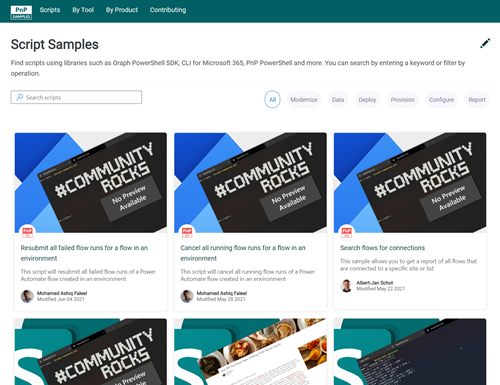 PnP
SAMPLES
Scripts
By Tool
By Product
Contributing
Script Samples
Find scripts using libraries such as Graph PowerShell SDK, CLI for Microsoft 365, PnP PowerShell and more. You can search by entering a keyword or filter by
operation.
Search scripts
All
Modernize
Data
Deploy
Provision
Configure
Report
#COMMUNITY
ROCKS
No Preview
Available
#COMMUNITY
ROCKS
No Preview
Available
#COMMUNITY
ROCKS
No Preview
Available
Resubmit all failed flow runs for a flow in an
environment
This script will resubmit all failed flow runs of a Power
Automate flow created in an environment
Mohamed Ashiq Faleel
Modified Jun 04 2021
Cancel all running flow runs for a flow in an
environment
This script will cancel all running flow runs of a Power
Automate flow created in an environment
Mohamed Ashiq Faleel
Modified May 28 2021
Search flows for connections
This sample allows you to get a report of all flows that
are connected to a specific site or list
Albert-Jan Schot
Modified May 22 2021
#COMMUNITY
ROCKS
No Preview
Available